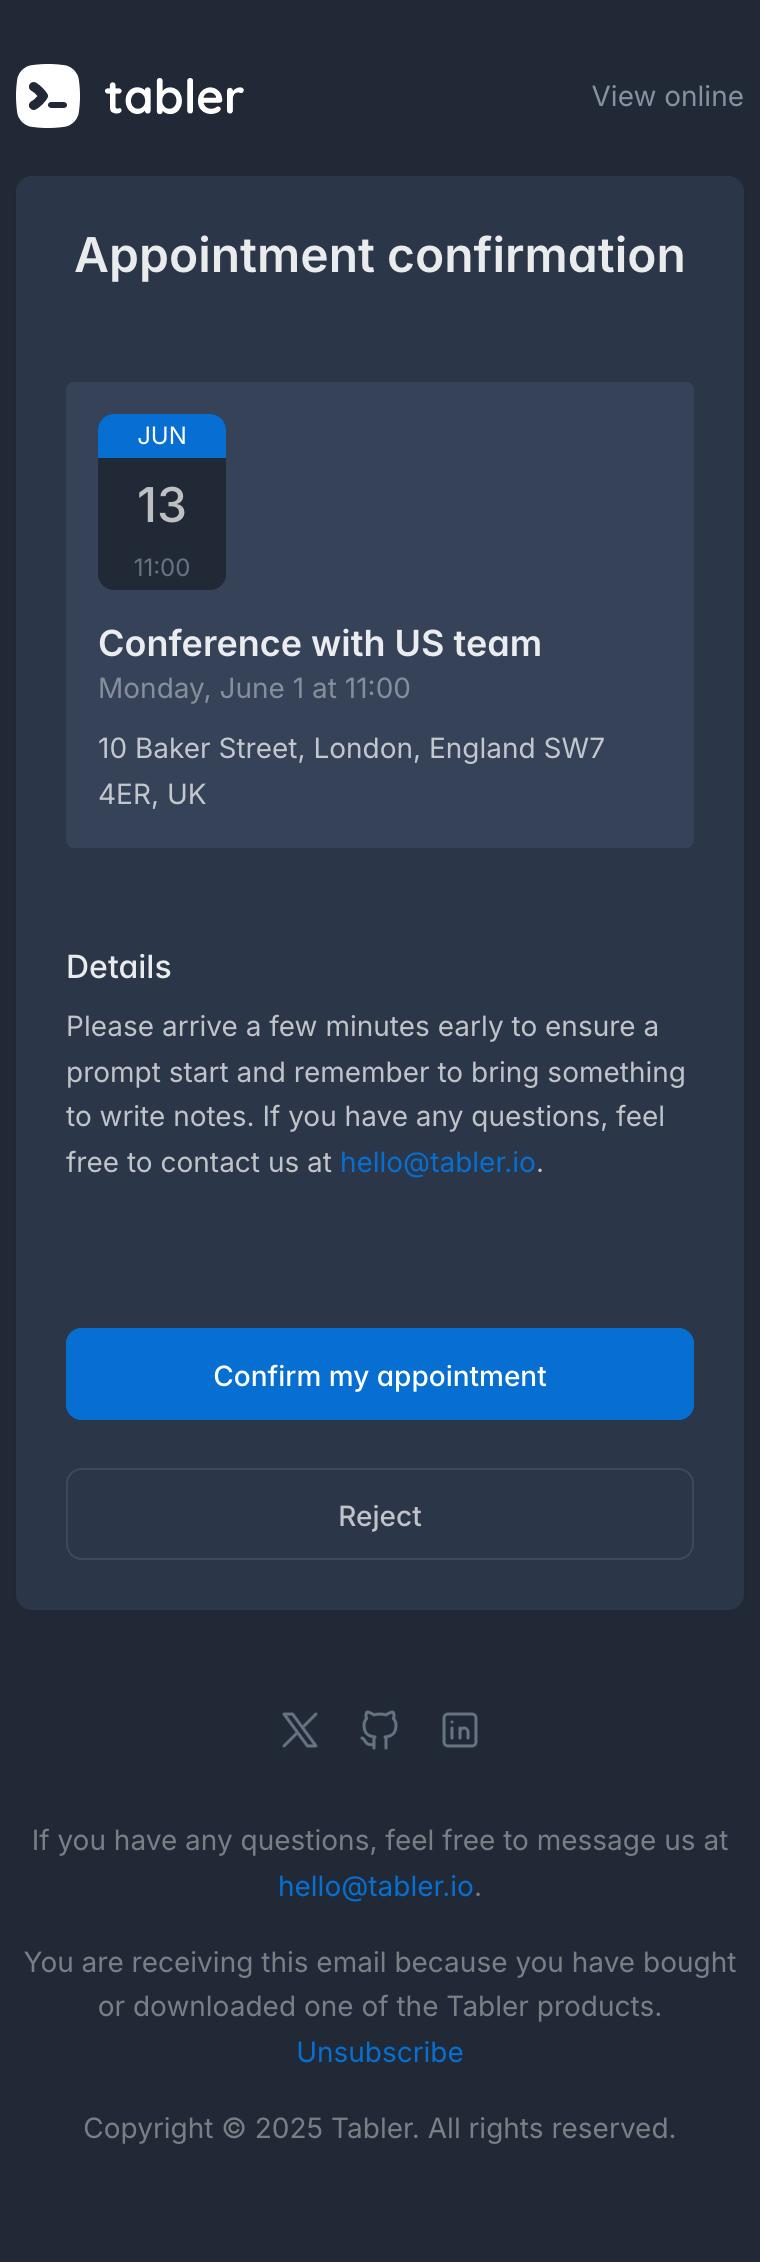 tabler
View online
Appointment confirmation
JUN
13
11:00
Conference with US team
Monday, June 1 at 11:00
10 Baker Street, London, England SW7
4ER, UK
Details
Please arrive a few minutes early to ensure a
prompt start and remember to bring something
to write notes. If you have any questions, feel
free to contact us at hello@tabler.io.
Confirm my appointment
Reject
If you have any questions, feel free to message us at
hello@tabler.io.
You are receiving this email because you have bought
or downloaded one of the Tabler products.
Unsubscribe
Copyright © 2025 Tabler. All rights reserved.